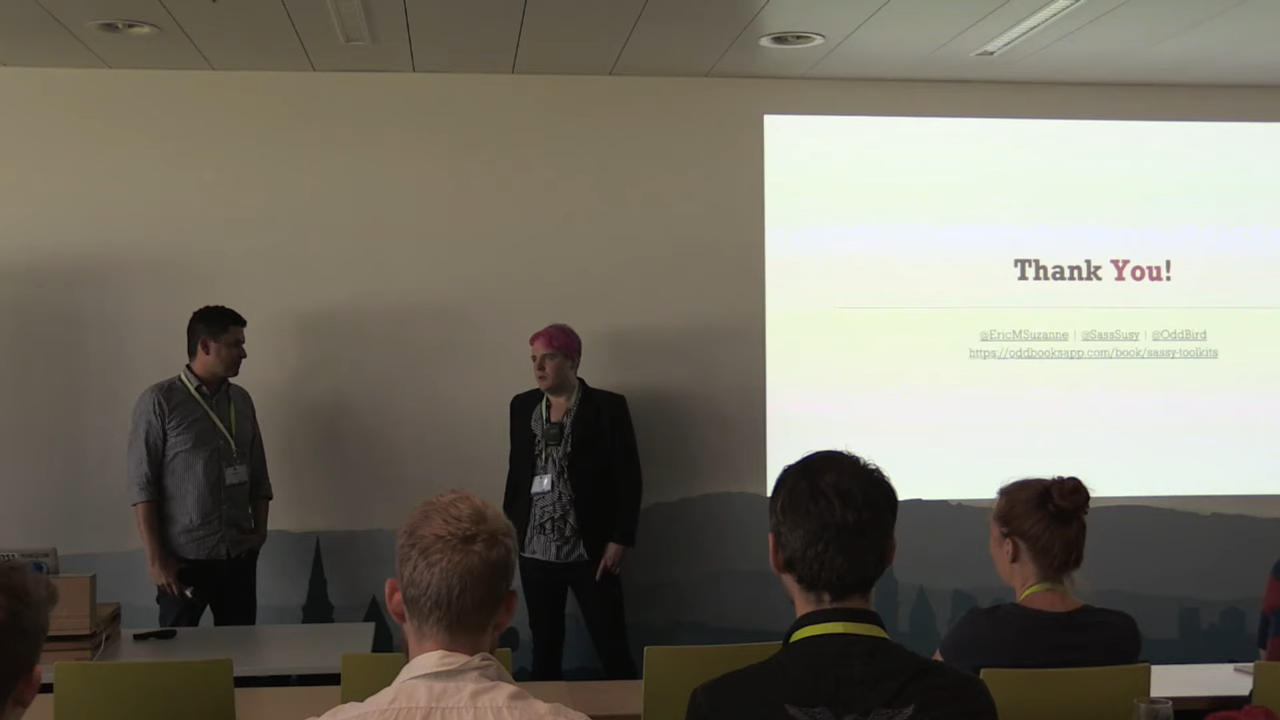 Thank You!
@EricMSuzanne | @SassSusy | @OddBird
https://oddbooksapp.com/book/sassy-toolkits